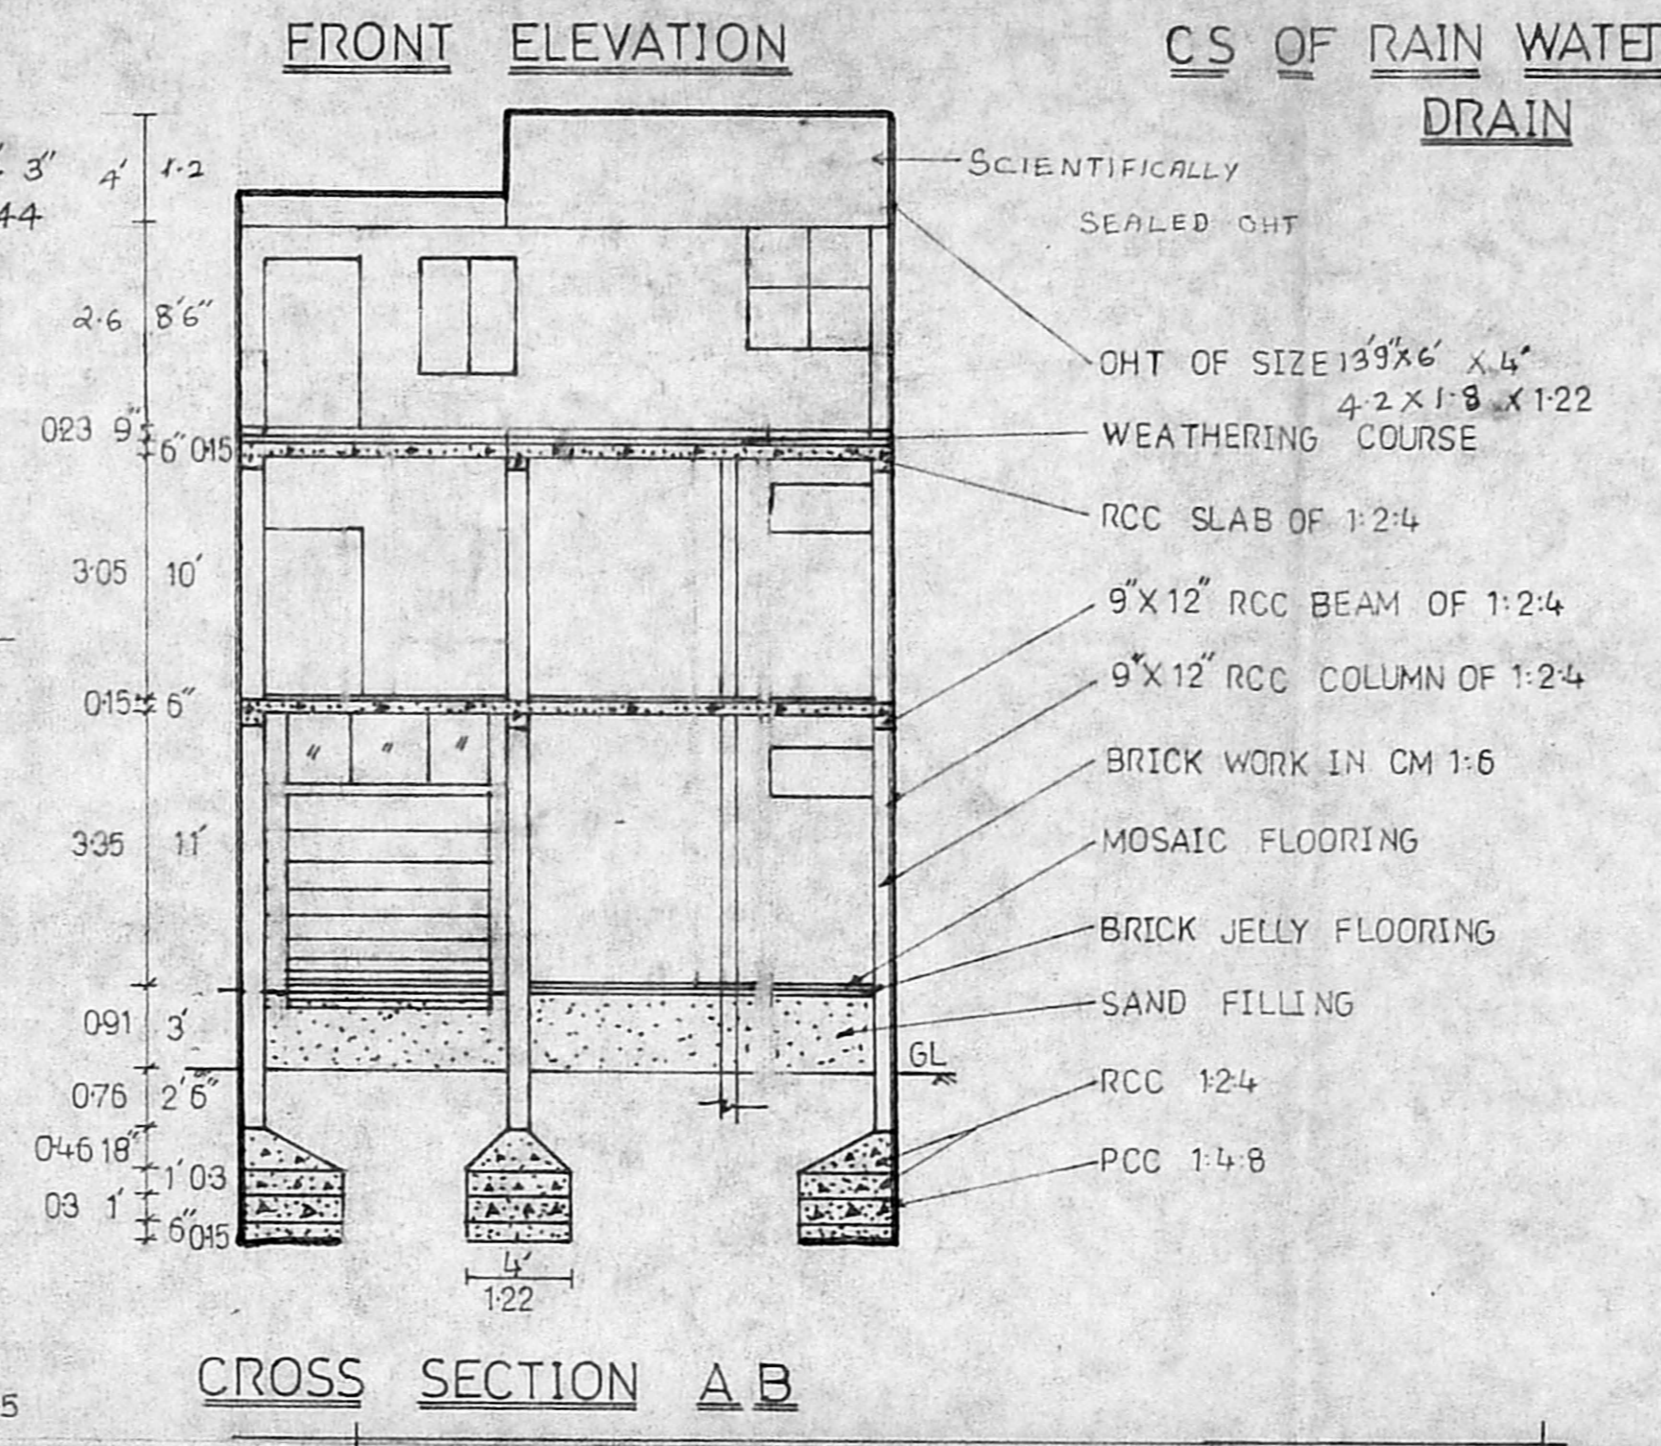 FRONT ELEVATION
CS OF RAIN WATER
DRAIN
3"
44
4' 1·2
SCIENTIFICALLY
SEALED OHT
2·6 8'6"
OHT OF SIZE 13'9"X6' X 4'
4·2 X 1·8 X 1·22
023 9"
6" 0·15
WEATHERING COURSE
RCC SLAB OF 1:2:4
3·05 10'
9"X12" RCC BEAM OF 1:2:4
9"X12" RCC COLUMN OF 1:2:4
0·15 6"
BRICK WORK IN CM 1:6
3·35 11'
MOSAIC FLOORING
BRICK JELLY FLOORING
SAND FILLING
0·91 3'
GL
0·76 2'6"
RCC 1:2:4
0·46 18"
1' 0·3
PCC 1:4:8
0·3 1'
6" 0·15
4'
1·22
CROSS SECTION AB
5